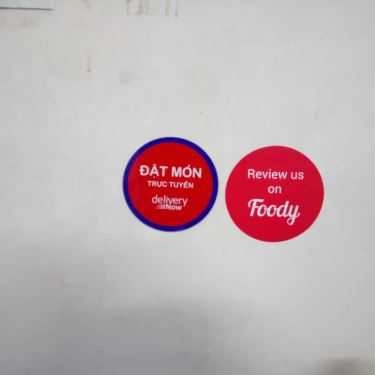 ĐẶT MÓN
TRỰC TUYẾN
delivery
Now
Review us
on
Foody